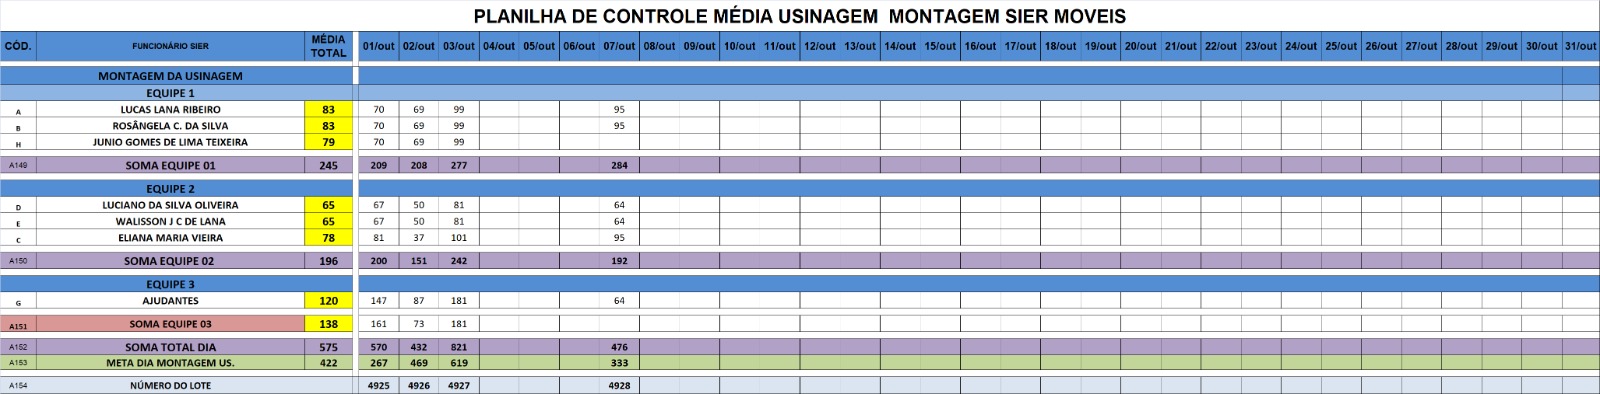 PLANILHA DE CONTROLE MÉDIA USINAGEM MONTAGEM SIER MOVEIS
CÓD. FUNCIONÁRIO SIER MÉDIA TOTAL 01/out 02/out 03/out 04/out 05/out 06/out 07/out 08/out 09/out 10/out 11/out 12/out 13/out 14/out 15/out 16/out 17/out 18/out 19/out 20/out 21/out 22/out 23/out 24/out 25/out 26/out 27/out 28/out 29/out 30/out 31/out
MONTAGEM DA USINAGEM
EQUIPE 1
A LUCAS LANA RIBEIRO 83 70 69 99 95
B ROSÂNGELA C. DA SILVA 83 70 69 99 95
H JUNIO GOMES DE LIMA TEIXEIRA 79 70 69 99
A149 SOMA EQUIPE 01 245 209 208 277 284
EQUIPE 2
D LUCIANO DA SILVA OLIVEIRA 65 67 50 81 64
E WALISSON J C DE LANA 65 67 50 81 64
C ELIANA MARIA VIEIRA 78 81 37 101 95
A150 SOMA EQUIPE 02 196 200 151 242 192
EQUIPE 3
G AJUDANTES 120 147 87 181 64
A151 SOMA EQUIPE 03 138 161 73 181
A152 SOMA TOTAL DIA 575 570 432 821 476
A153 META DIA MONTAGEM US. 422 267 469 619 333
A154 NÚMERO DO LOTE 4925 4926 4927 4928